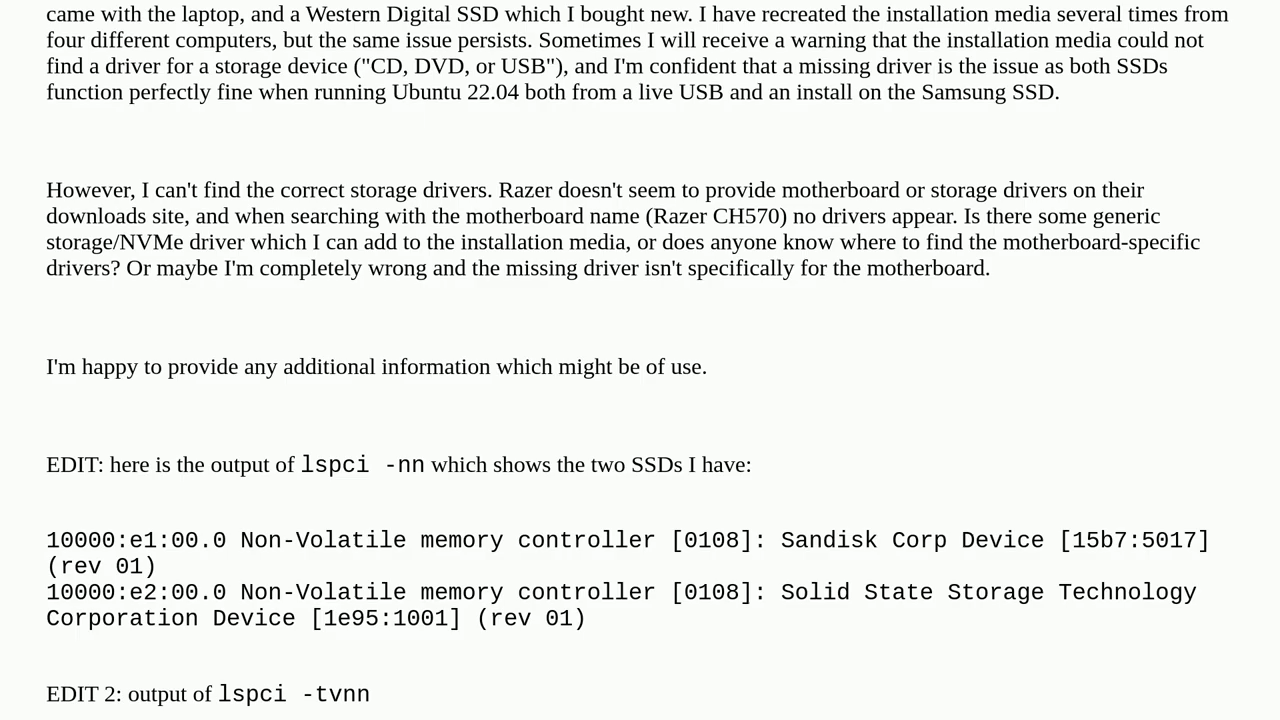 came with the laptop, and a Western Digital SSD which I bought new. I have recreated the installation media several times from
four different computers, but the same issue persists. Sometimes I will receive a warning that the installation media could not
find a driver for a storage device ("CD, DVD, or USB"), and I'm confident that a missing driver is the issue as both SSDs
function perfectly fine when running Ubuntu 22.04 both from a live USB and an install on the Samsung SSD.
However, I can't find the correct storage drivers. Razer doesn't seem to provide motherboard or storage drivers on their
downloads site, and when searching with the motherboard name (Razer CH570) no drivers appear. Is there some generic
storage/NVMe driver which I can add to the installation media, or does anyone know where to find the motherboard-specific
drivers? Or maybe I'm completely wrong and the missing driver isn't specifically for the motherboard.
I'm happy to provide any additional information which might be of use.
EDIT: here is the output of lspci -nn which shows the two SSDs I have:
10000:e1:00.0 Non-Volatile memory controller [0108]: Sandisk Corp Device [15b7:5017]
(rev 01)
10000:e2:00.0 Non-Volatile memory controller [0108]: Solid State Storage Technology
Corporation Device [1e95:1001] (rev 01)
EDIT 2: output of lspci -tvnn